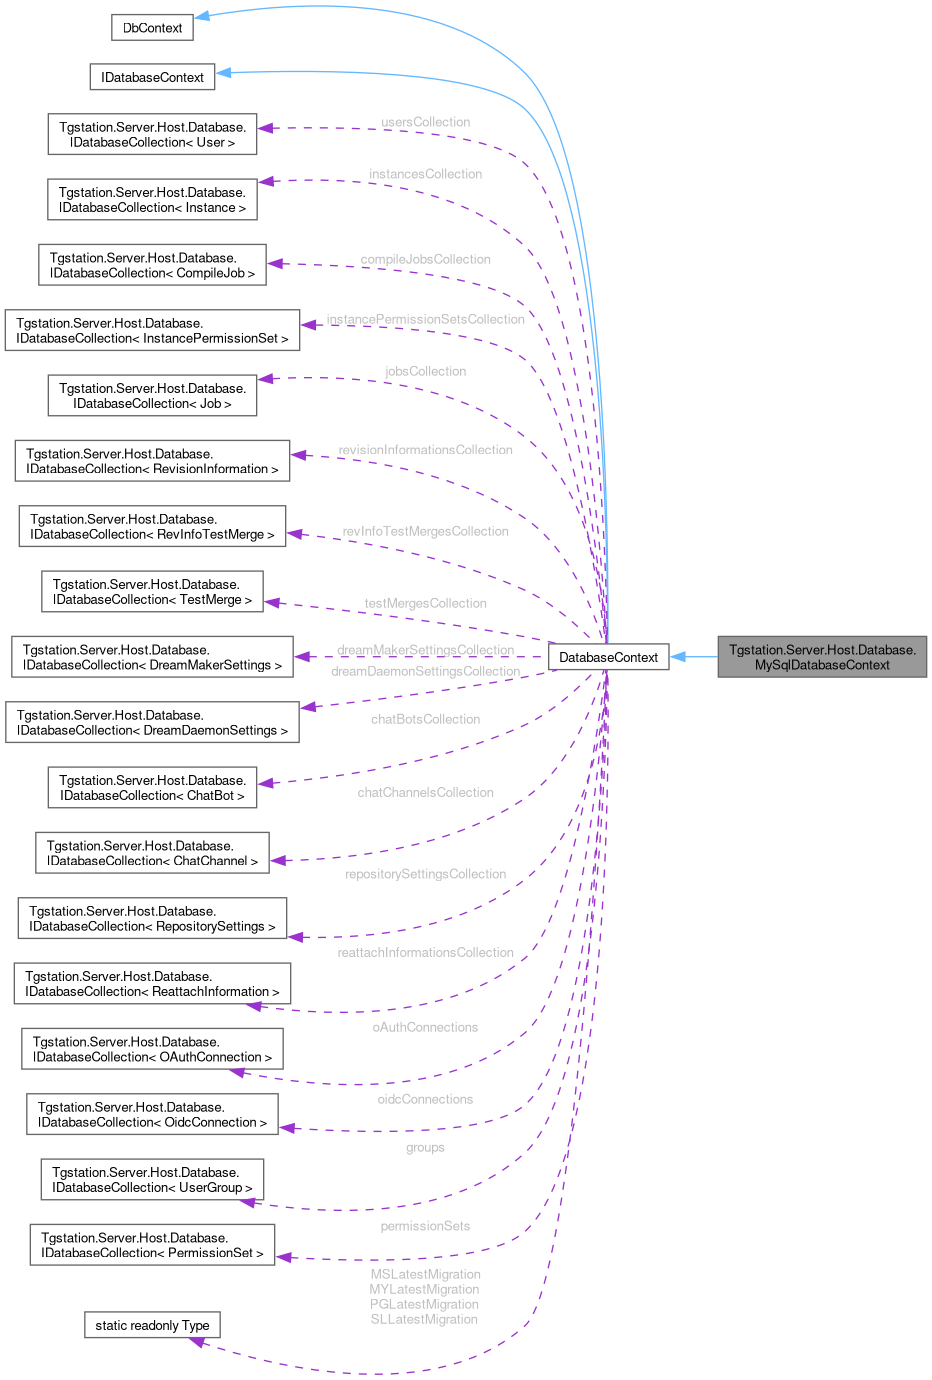 DbContext
IDatabaseContext
Tgstation.Server.Host.Database.
IDatabaseCollection< User >
usersCollection
Tgstation.Server.Host.Database.
IDatabaseCollection< Instance >
instancesCollection
Tgstation.Server.Host.Database.
IDatabaseCollection< CompileJob >
compileJobsCollection
Tgstation.Server.Host.Database.
IDatabaseCollection< InstancePermissionSet >
instancePermissionSetsCollection
Tgstation.Server.Host.Database.
IDatabaseCollection< Job >
jobsCollection
Tgstation.Server.Host.Database.
IDatabaseCollection< RevisionInformation >
revisionInformationsCollection
Tgstation.Server.Host.Database.
IDatabaseCollection< RevInfoTestMerge >
revInfoTestMergesCollection
Tgstation.Server.Host.Database.
IDatabaseCollection< TestMerge >
testMergesCollection
Tgstation.Server.Host.Database.
IDatabaseCollection< DreamMakerSettings >
dreamMakerSettingsCollection
DatabaseContext
Tgstation.Server.Host.Database.
MySqlDatabaseContext
dreamDaemonSettingsCollection
Tgstation.Server.Host.Database.
IDatabaseCollection< DreamDaemonSettings >
chatBotsCollection
Tgstation.Server.Host.Database.
IDatabaseCollection< ChatBot >
chatChannelsCollection
Tgstation.Server.Host.Database.
IDatabaseCollection< ChatChannel >
repositorySettingsCollection
Tgstation.Server.Host.Database.
IDatabaseCollection< RepositorySettings >
reattachInformationsCollection
Tgstation.Server.Host.Database.
IDatabaseCollection< ReattachInformation >
oAuthConnections
Tgstation.Server.Host.Database.
IDatabaseCollection< OAuthConnection >
oidcConnections
Tgstation.Server.Host.Database.
IDatabaseCollection< OidcConnection >
groups
Tgstation.Server.Host.Database.
IDatabaseCollection< UserGroup >
permissionSets
Tgstation.Server.Host.Database.
IDatabaseCollection< PermissionSet >
MSLatestMigration
MYLatestMigration
PGLatestMigration
SLLatestMigration
static readonly Type